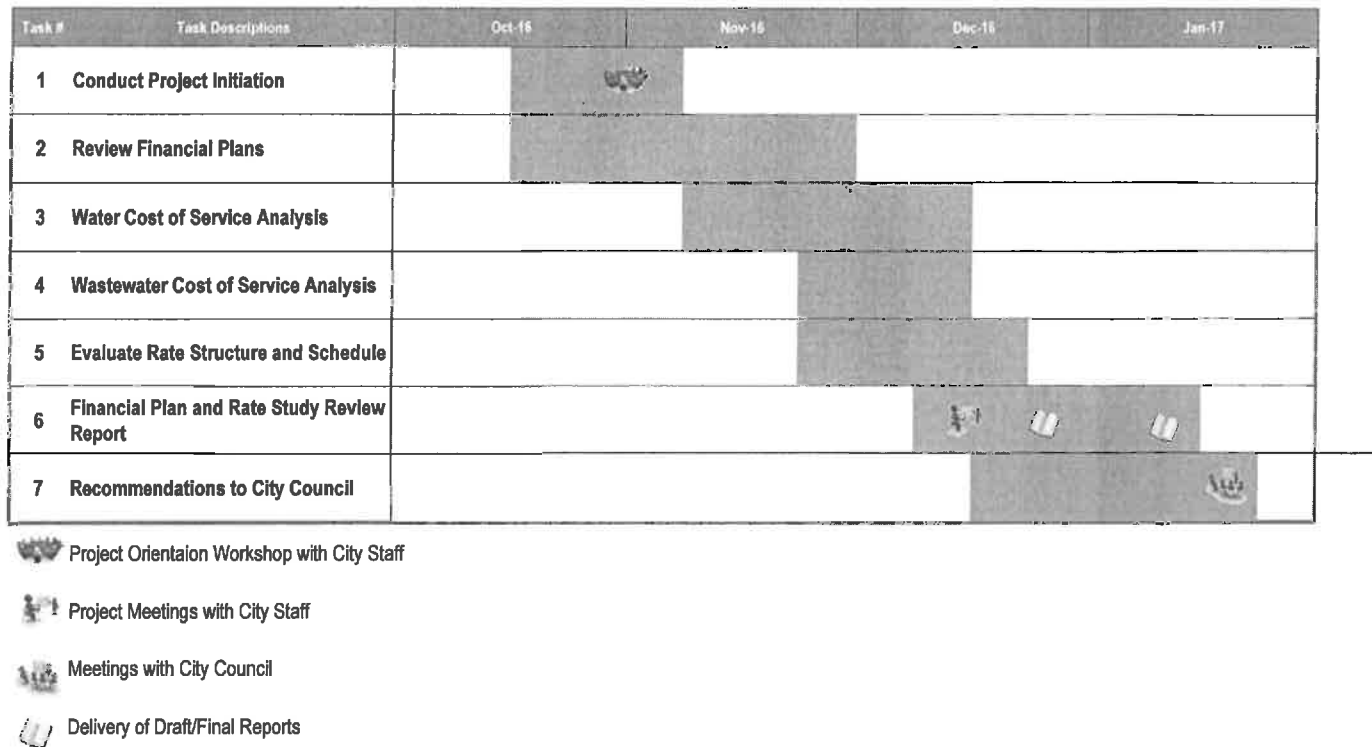 Task # Task Descriptions Oct-16 Nov-16 Dec-16 Jan-17
1 Conduct Project Initiation
2 Review Financial Plans
3 Water Cost of Service Analysis
4 Wastewater Cost of Service Analysis
5 Evaluate Rate Structure and Schedule
6 Financial Plan and Rate Study Review
Report
7 Recommendations to City Council
Project Orientaion Workshop with City Staff
Project Meetings with City Staff
Meetings with City Council
Delivery of Draft/Final Reports